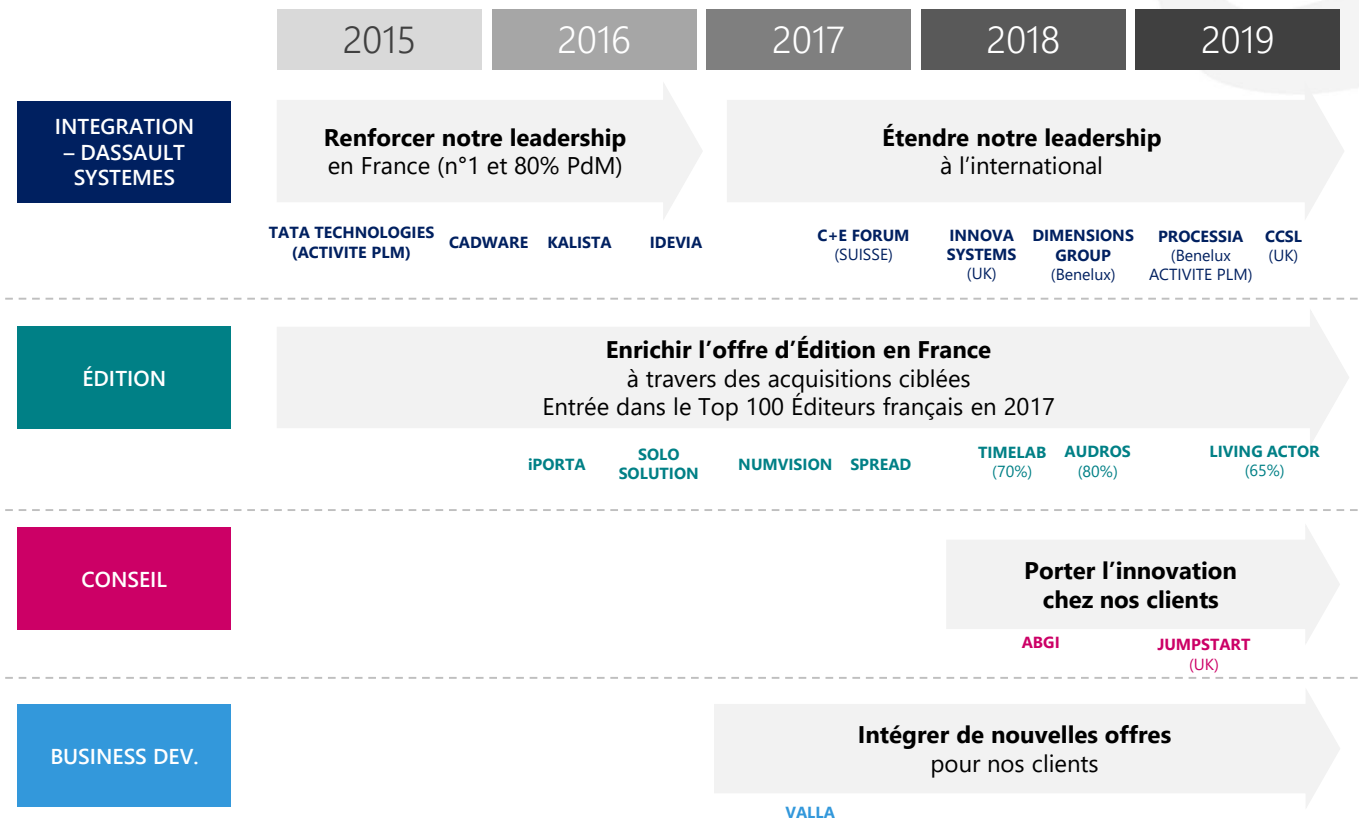 2015
2016
2017
2018
2019
INTEGRATION
– DASSAULT
SYSTEMES
Renforcer notre leadership
en France (n°1 et 80% PdM)
Étendre notre leadership
à l’international
TATA TECHNOLOGIES
(ACTIVITE PLM)
CADWARE
KALISTA
IDEVIA
C+E FORUM
(SUISSE)
INNOVA
SYSTEMS
(UK)
DIMENSIONS
GROUP
(Benelux)
PROCESSIA
(Benelux
ACTIVITE PLM)
CCSL
(UK)
ÉDITION
Enrichir l’offre d’Édition en France
à travers des acquisitions ciblées
Entrée dans le Top 100 Éditeurs français en 2017
iPORTA
SOLO
SOLUTION
NUMVISION
SPREAD
TIMELAB
(70%)
AUDROS
(80%)
LIVING ACTOR
(65%)
CONSEIL
Porter l’innovation
chez nos clients
ABGI
JUMPSTART
(UK)
BUSINESS DEV.
Intégrer de nouvelles offres
pour nos clients
VALLA